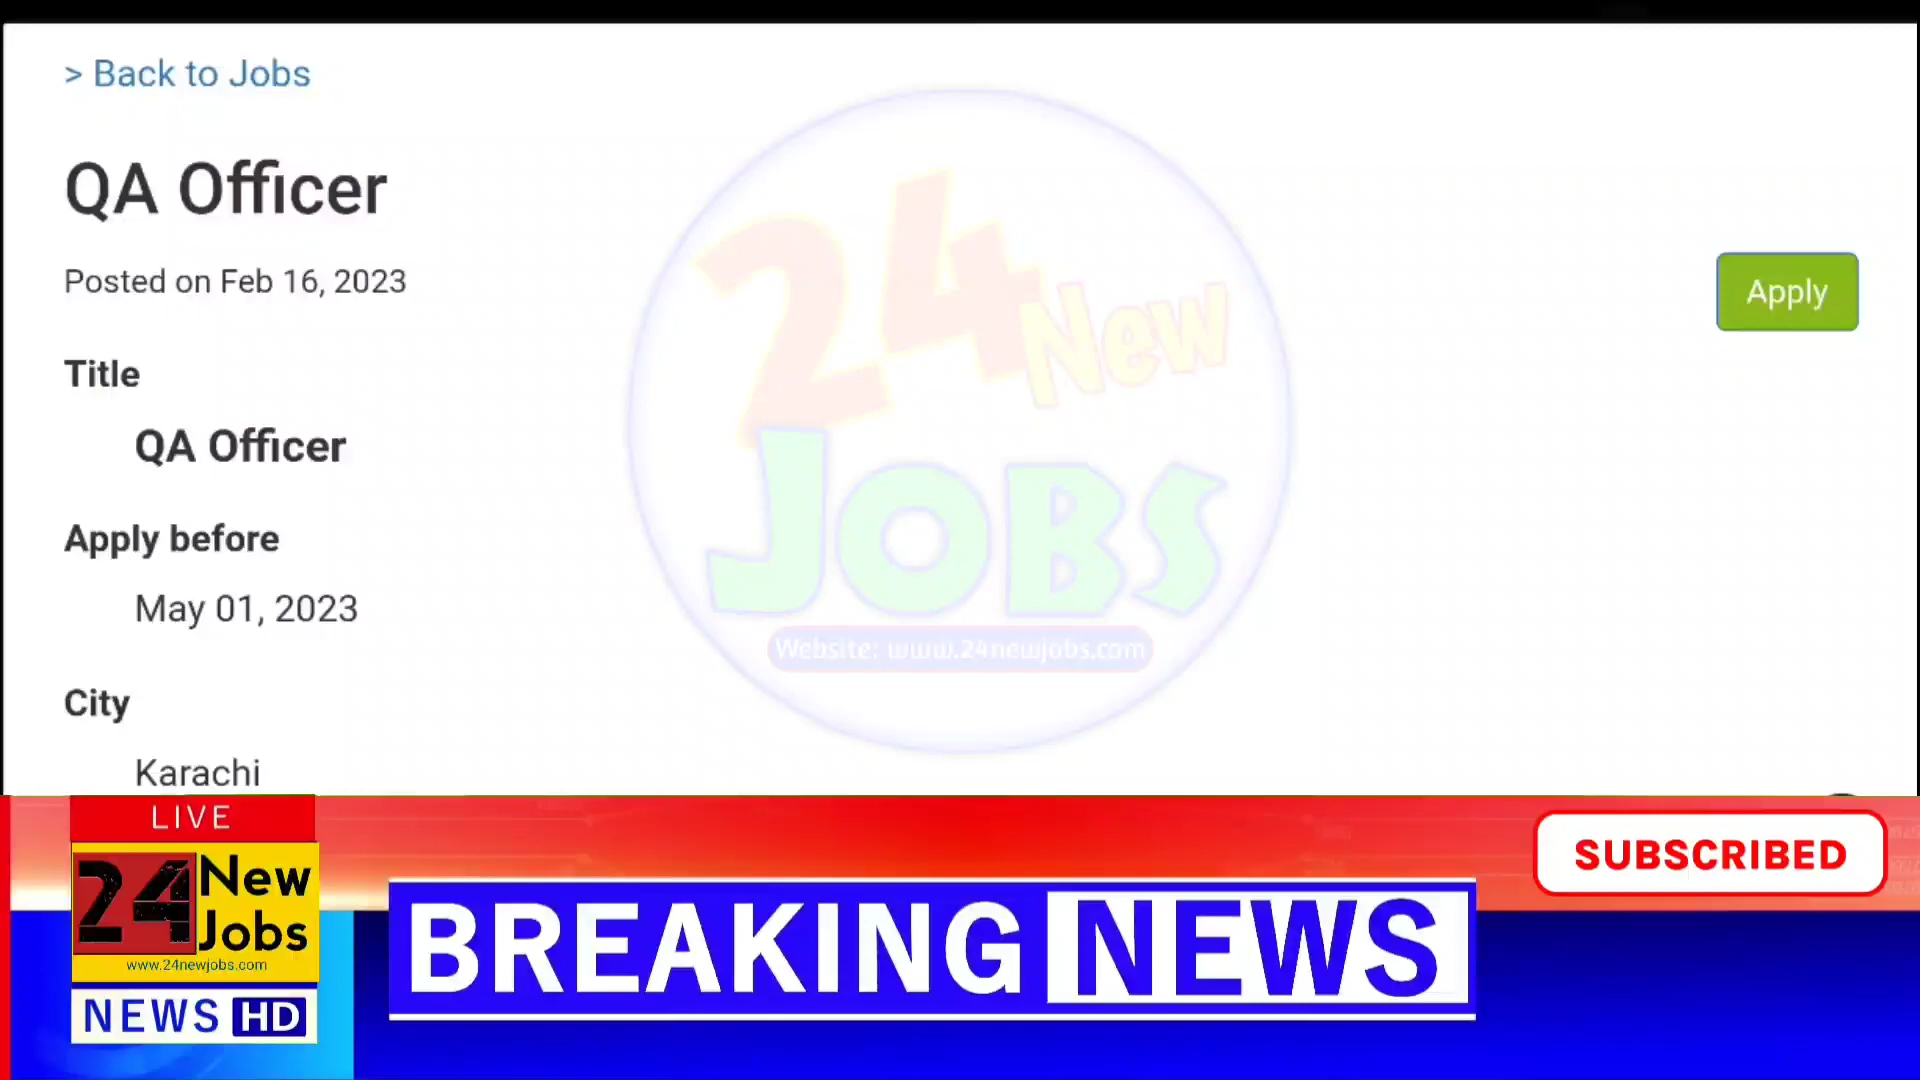 > Back to Jobs
QA Officer
Posted on Feb 16, 2023
Apply
Title
QA Officer
Apply before
May 01, 2023
City
Karachi
24 New
JOBS
Website: www.24newjobs.com
LIVE
24 New
Jobs
www.24newjobs.com
NEWS HD
BREAKING NEWS
SUBSCRIBED